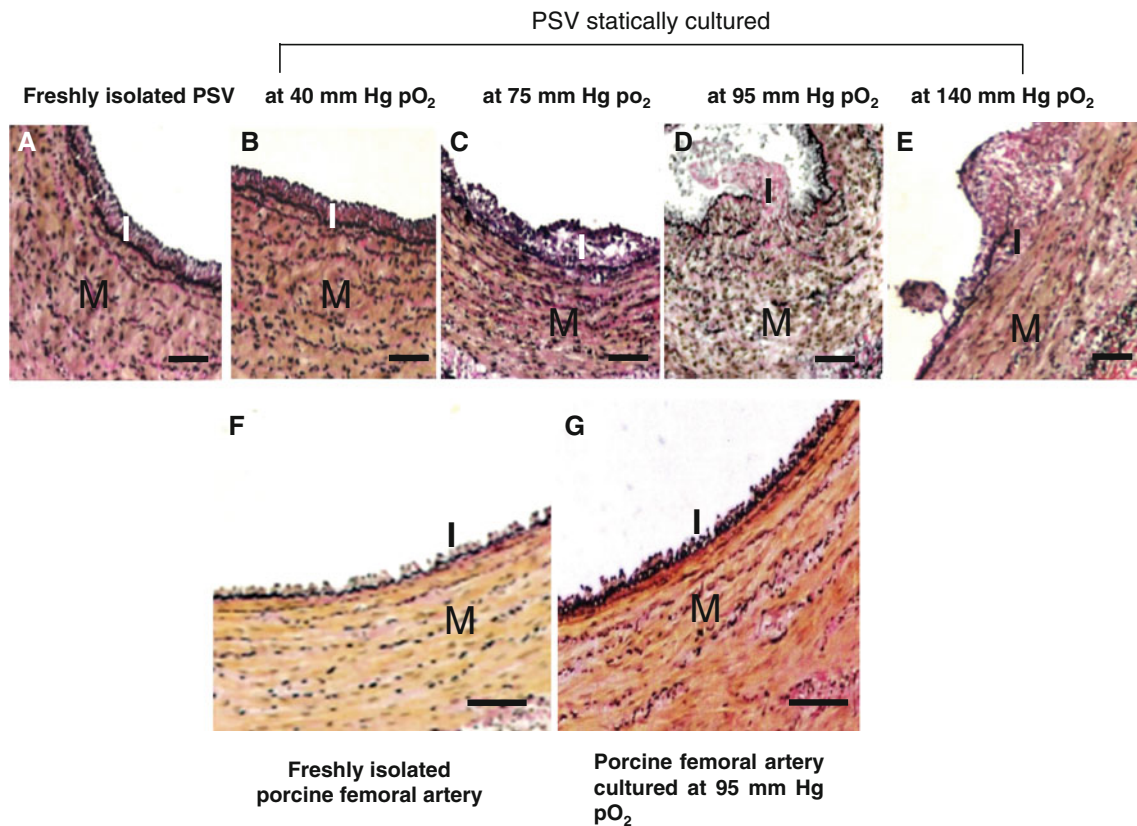 PSV statically cultured
Freshly isolated PSV at 40 mm Hg pO₂ at 75 mm Hg po₂ at 95 mm Hg pO₂ at 140 mm Hg pO₂
A B C D E
I I I I I
M M M M M
F G
I I
M M
Freshly isolated
porcine femoral artery
Porcine femoral artery
cultured at 95 mm Hg
pO₂